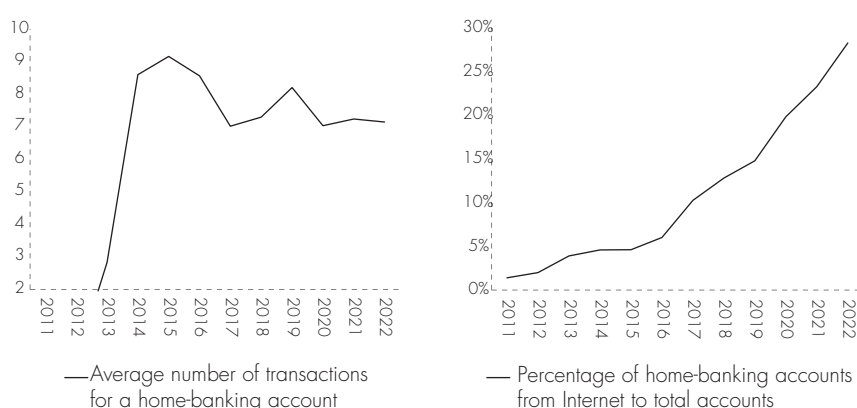 10
9
8
7
6
5
4
3
2
2011 2012 2013 2014 2015 2016 2017 2018 2019 2020 2021 2022
Average number of transactions
for a home-banking account
30%
25%
20%
15%
10%
5%
0%
2011 2012 2013 2014 2015 2016 2017 2018 2019 2020 2021 2022
Percentage of home-banking accounts
from Internet to total accounts